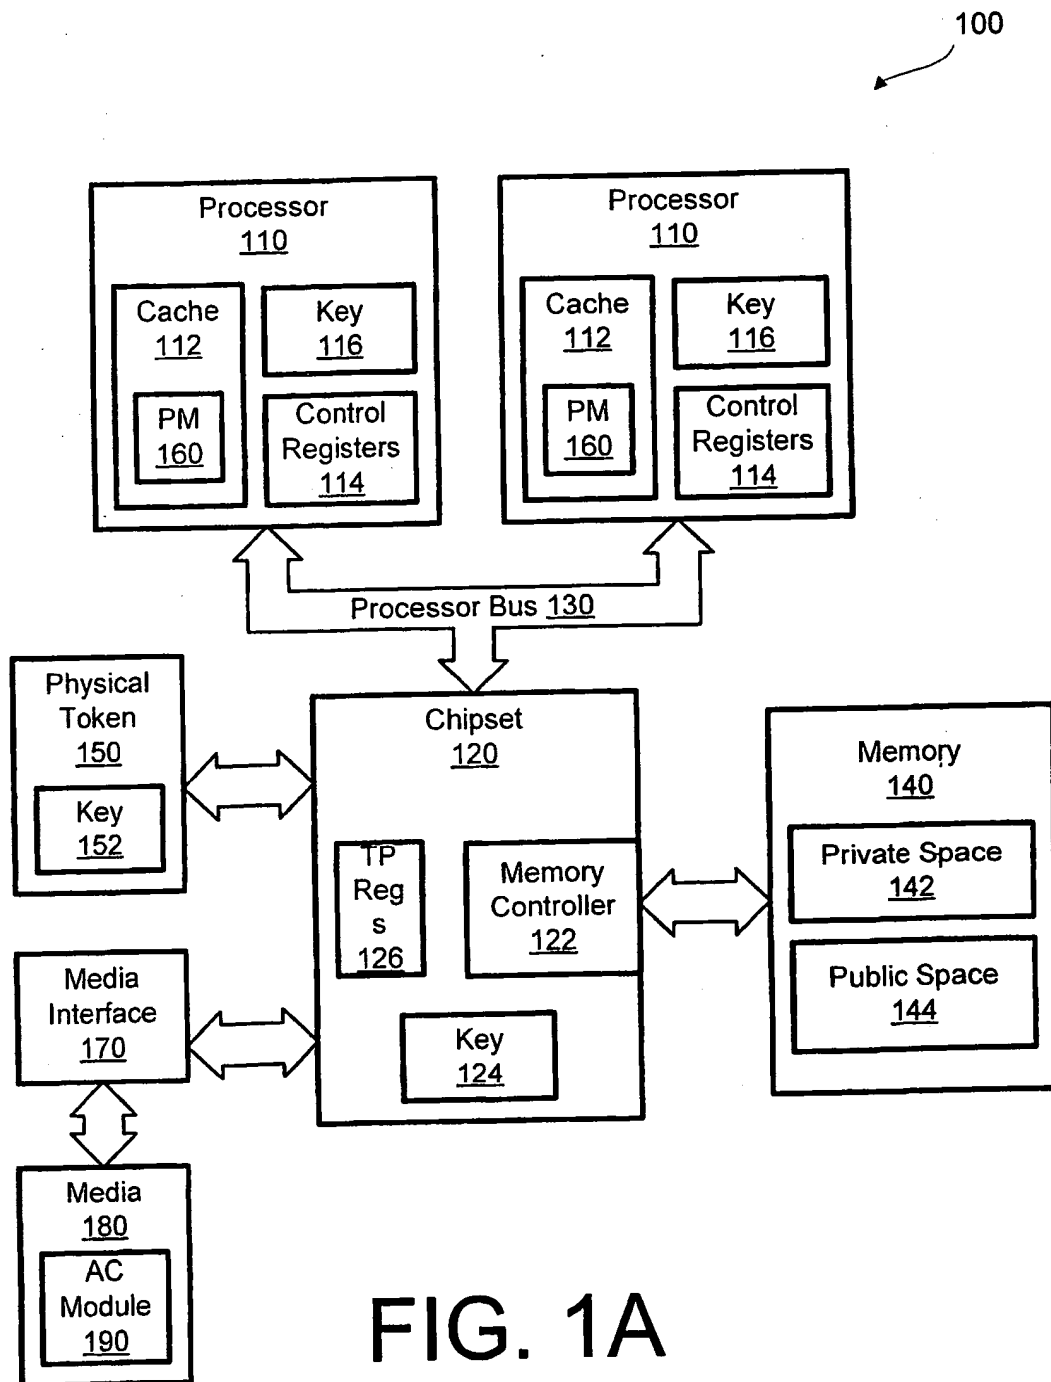 100
Processor
110
Cache
112
PM
160
Key
116
Control
Registers
114
Processor
110
Cache
112
PM
160
Key
116
Control
Registers
114
Processor Bus 130
Physical
Token
150
Key
152
Chipset
120
TP
Reg
s
126
Memory
Controller
122
Key
124
Memory
140
Private Space
142
Public Space
144
Media
Interface
170
Media
180
AC
Module
190
FIG. 1A